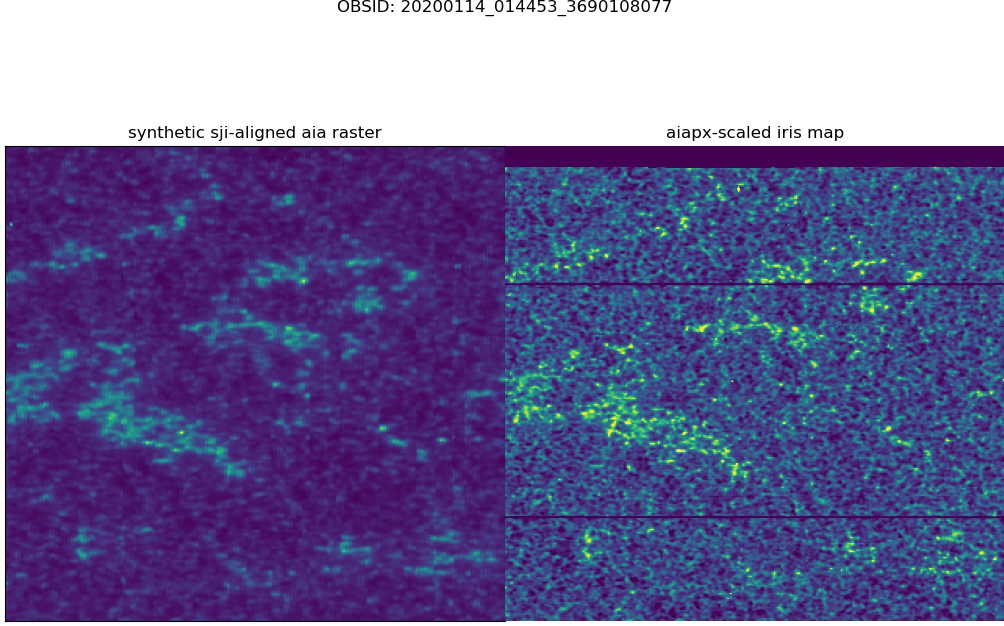 OBSID: 20200114_014453_3690108077
synthetic sji-aligned aia raster
aiapx-scaled iris map